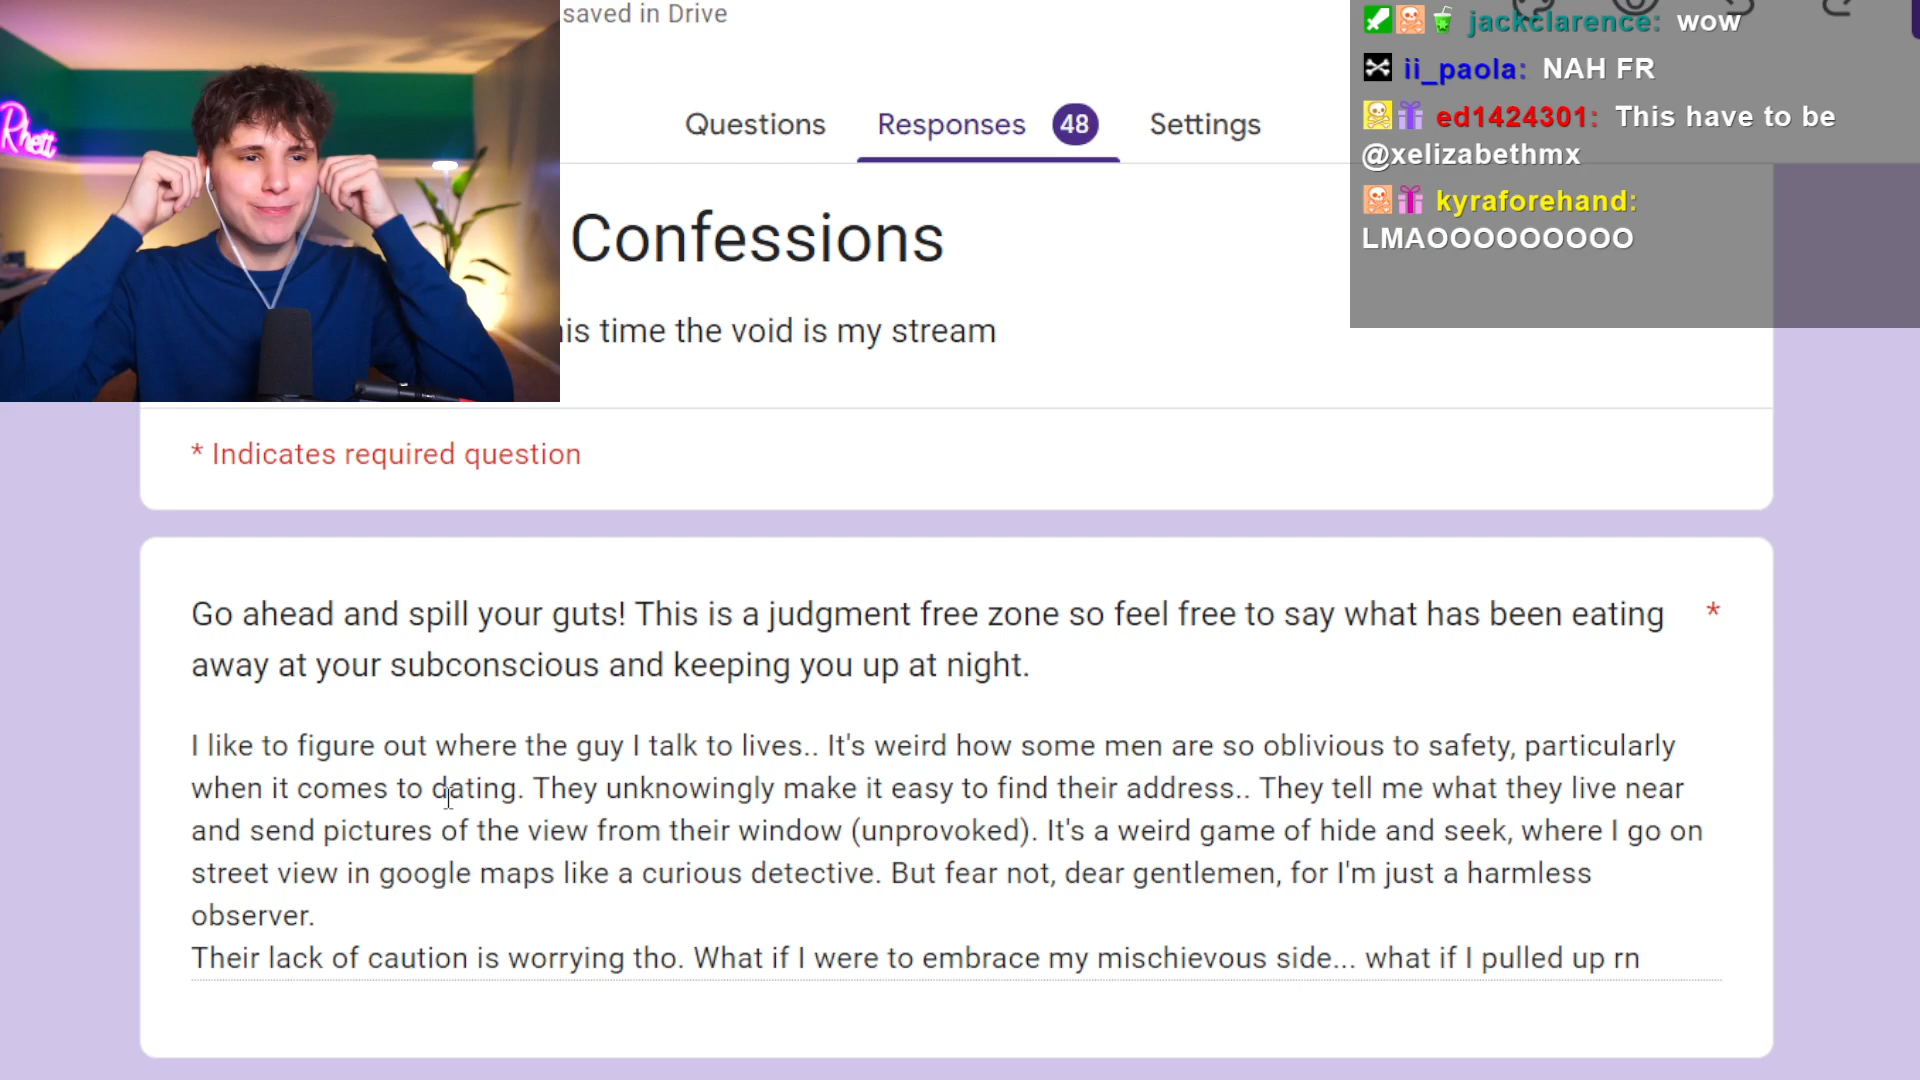 saved in Drive
Rhett
Questions
Responses
48
Settings
Confessions
his time the void is my stream
* Indicates required question
Go ahead and spill your guts! This is a judgment free zone so feel free to say what has been eating *
away at your subconscious and keeping you up at night.
I like to figure out where the guy I talk to lives.. It's weird how some men are so oblivious to safety, particularly
when it comes to dating. They unknowingly make it easy to find their address.. They tell me what they live near
and send pictures of the view from their window (unprovoked). It's a weird game of hide and seek, where I go on
street view in google maps like a curious detective. But fear not, dear gentlemen, for I'm just a harmless
observer.
Their lack of caution is worrying tho. What if I were to embrace my mischievous side... what if I pulled up rn
jackclarence: wow
ii_paola: NAH FR
ed1424301: This have to be
@xelizabethmx
kyraforehand:
LMAOOOOOOOOO